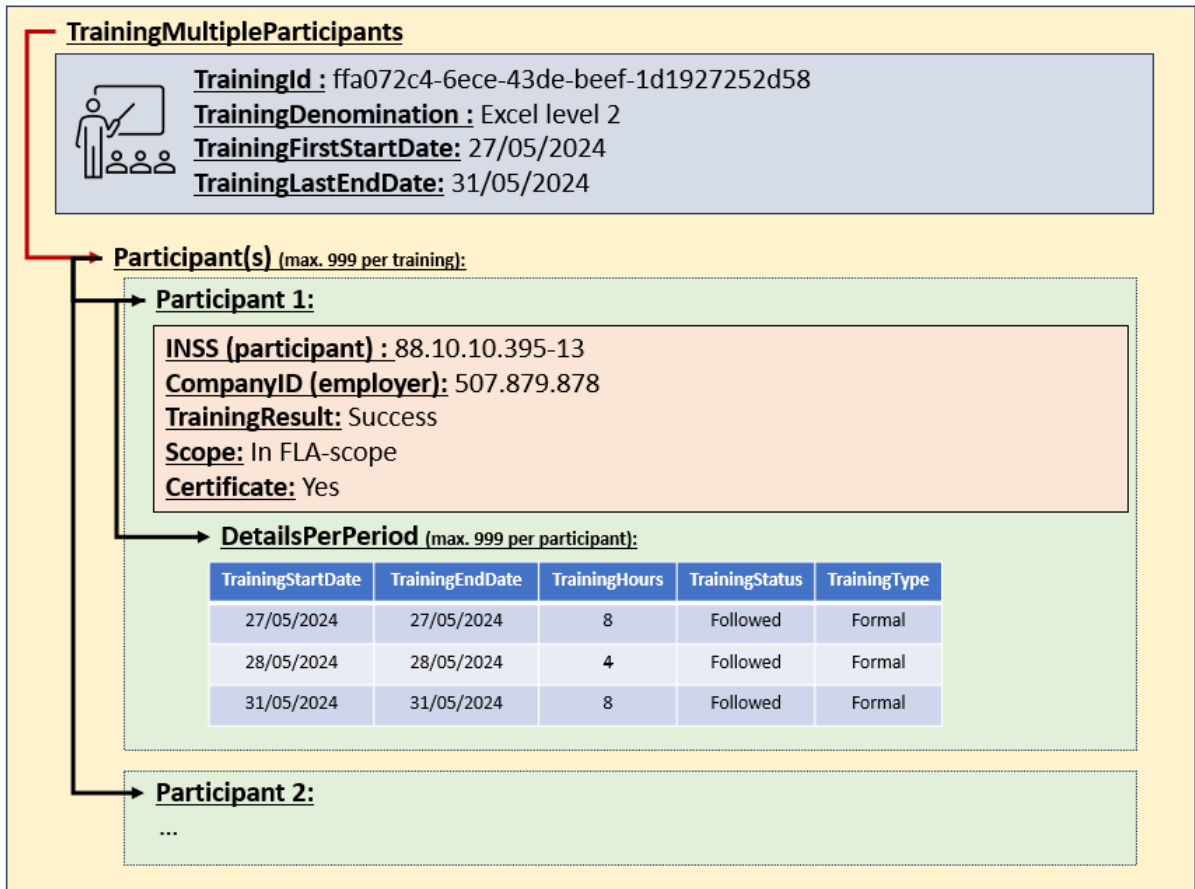 TrainingMultipleParticipants
TrainingId : ffa072c4-6ece-43de-beef-1d1927252d58
TrainingDenomination : Excel level 2
TrainingFirstStartDate: 27/05/2024
TrainingLastEndDate: 31/05/2024
Participant(s) (max. 999 per training):
Participant 1:
INSS (participant) : 88.10.10.395-13
CompanyID (employer): 507.879.878
TrainingResult: Success
Scope: In FLA-scope
Certificate: Yes
DetailsPerPeriod (max. 999 per participant):
TrainingStartDate TrainingEndDate TrainingHours TrainingStatus TrainingType
27/05/2024 27/05/2024 8 Followed Formal
28/05/2024 28/05/2024 4 Followed Formal
31/05/2024 31/05/2024 8 Followed Formal
Participant 2:
...